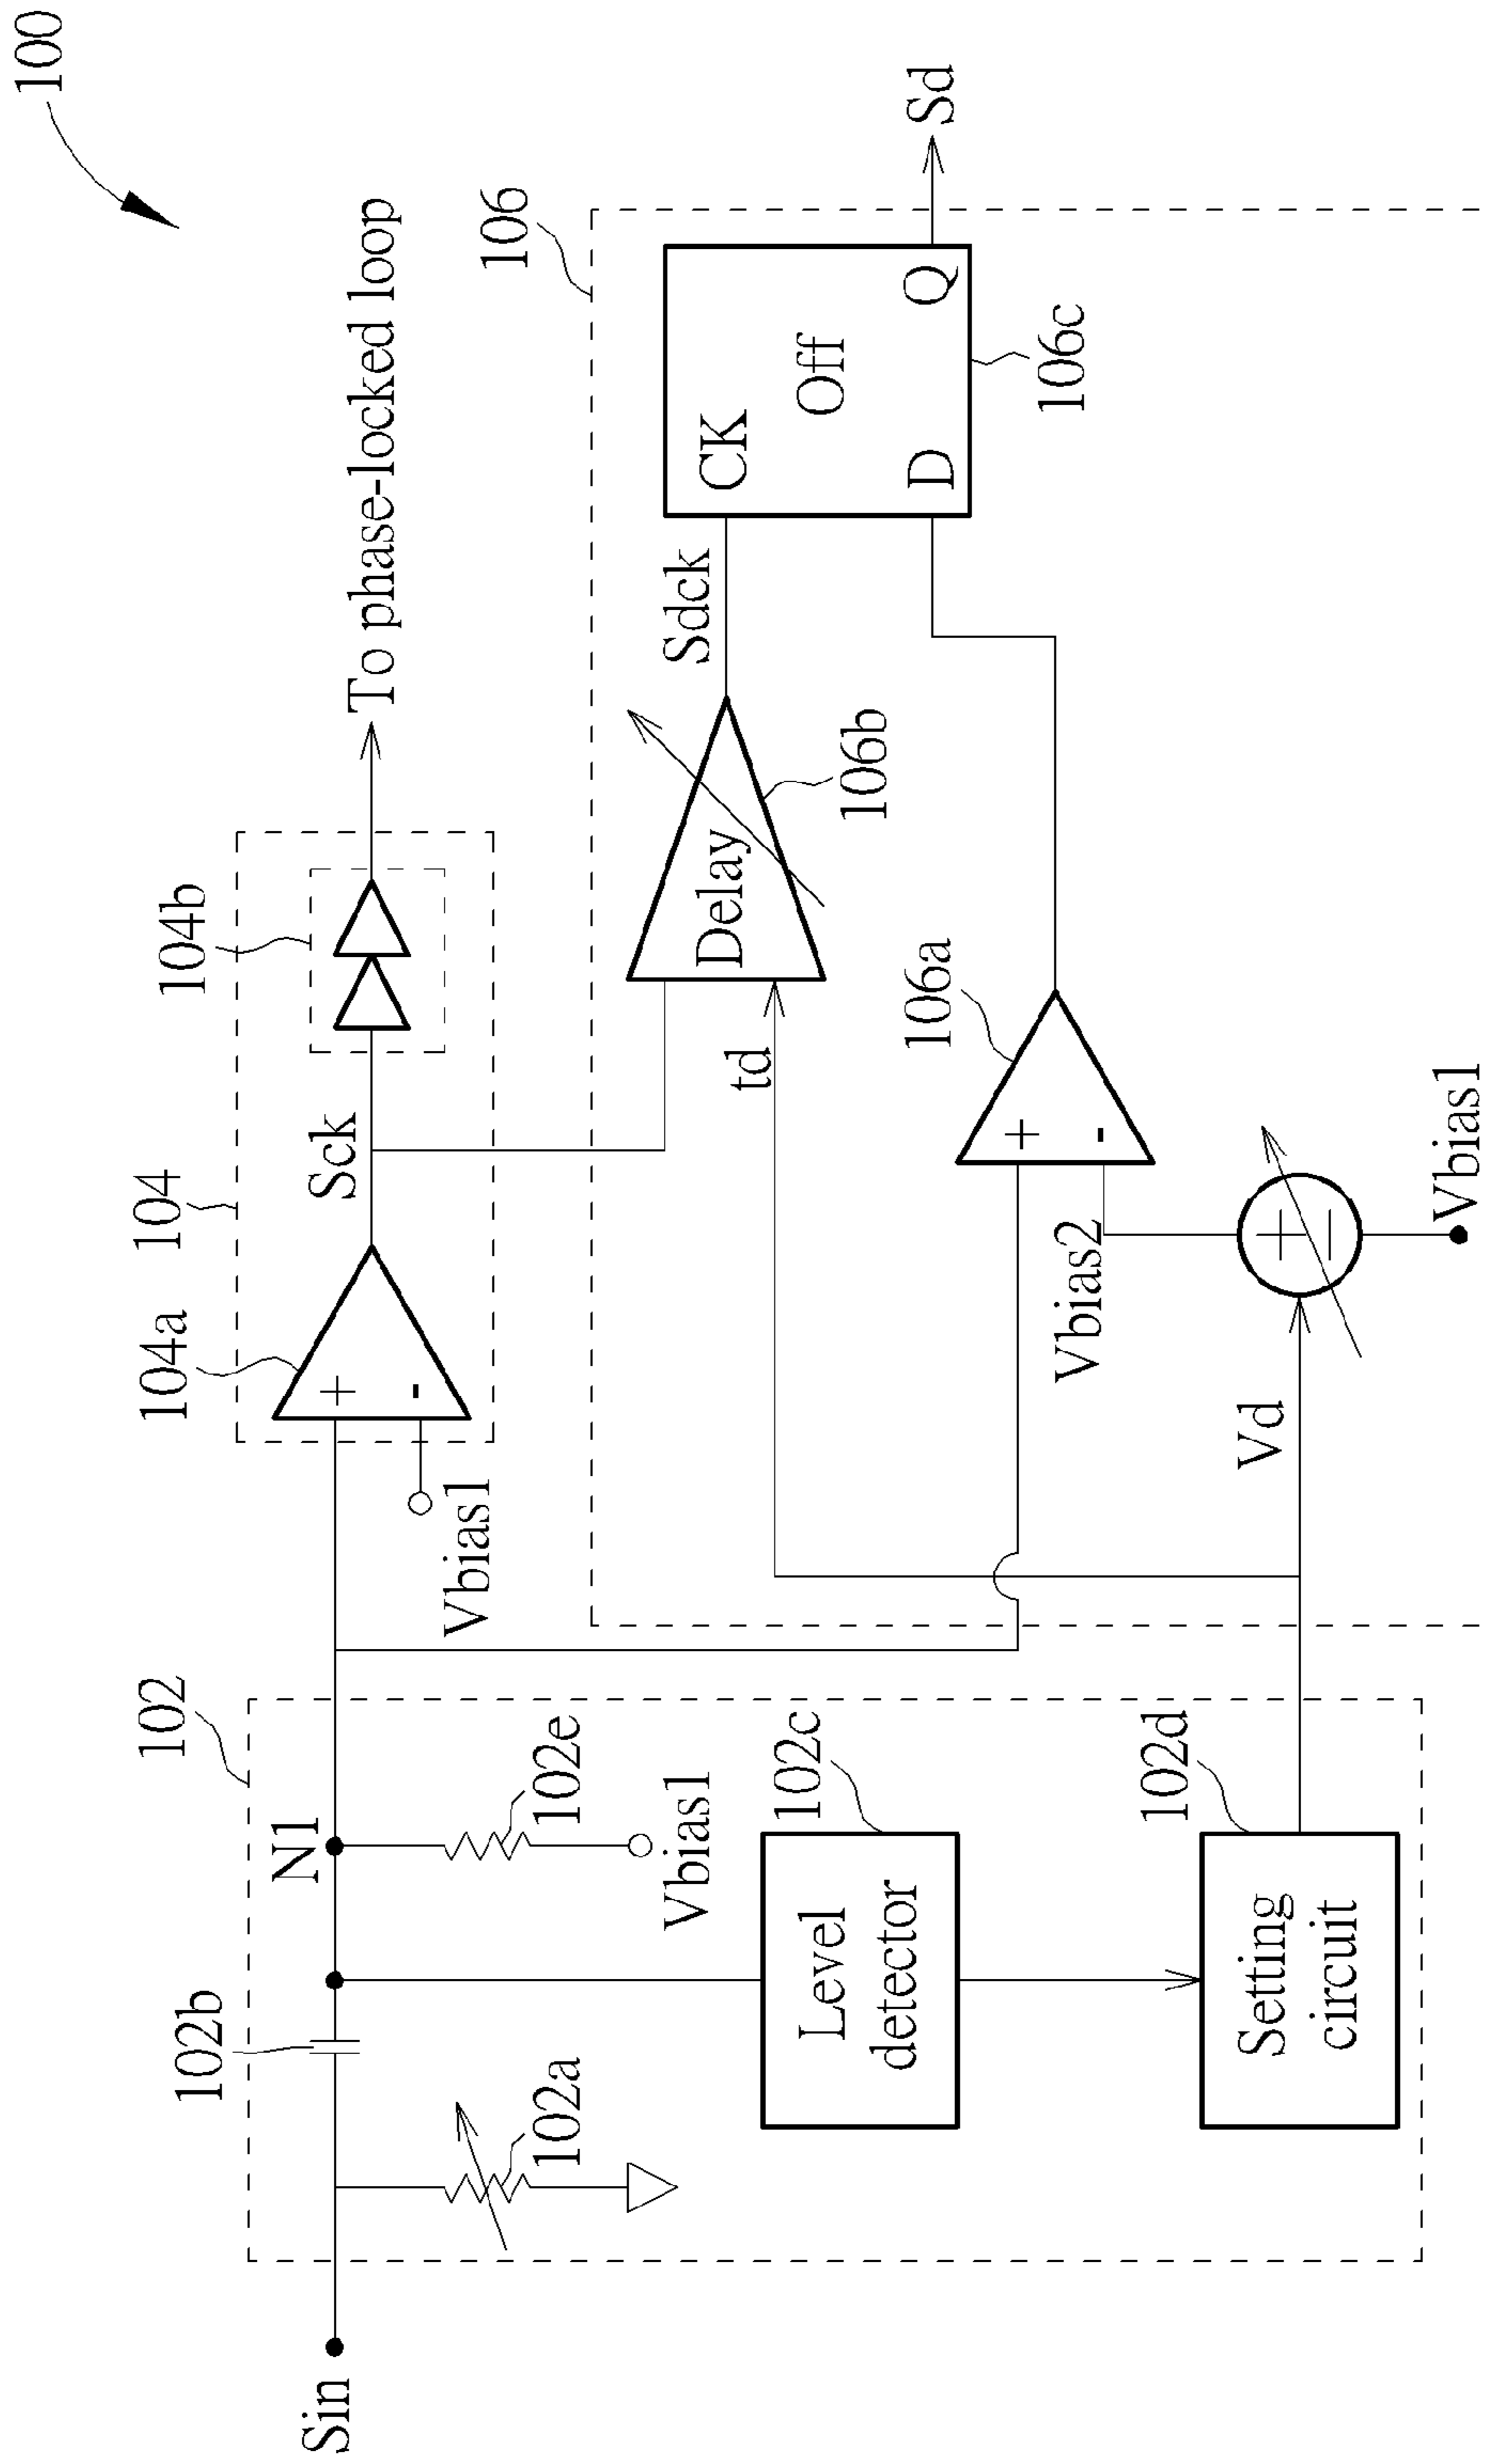 100
To phase-locked loop
104b
104
Sck
104a
+
-
Vbias1
106
Sd
CK
Off
D
Q
106c
Sdck
Delay
106b
td
106a
+
-
Vbias2
Vbias1
Vd
102
N1
102e
Vbias1
102b
102a
Level
detector
102c
Setting
circuit
102d
Sin